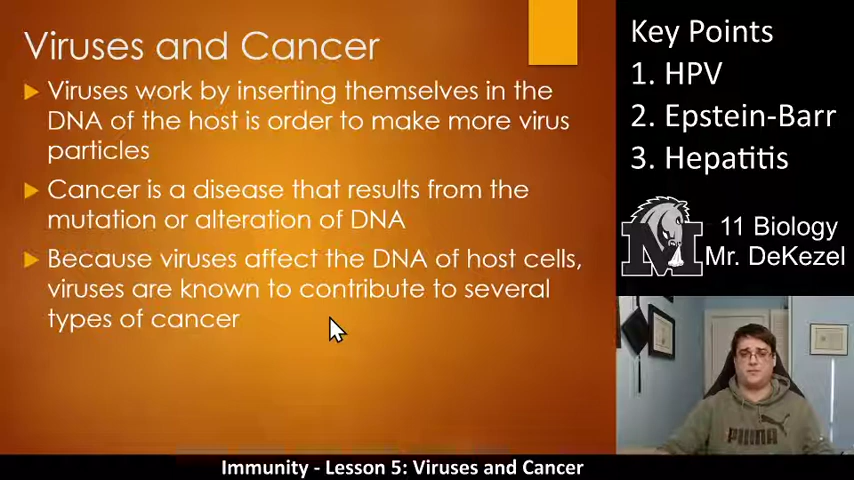 Viruses and Cancer
Viruses work by inserting themselves in the
DNA of the host is order to make more virus
particles
Cancer is a disease that results from the
mutation or alteration of DNA
Because viruses affect the DNA of host cells,
viruses are known to contribute to several
types of cancer
Key Points
1. HPV
2. Epstein-Barr
3. Hepatitis
M
11 Biology
Mr. DeKezel
PUMA
Immunity - Lesson 5: Viruses and Cancer